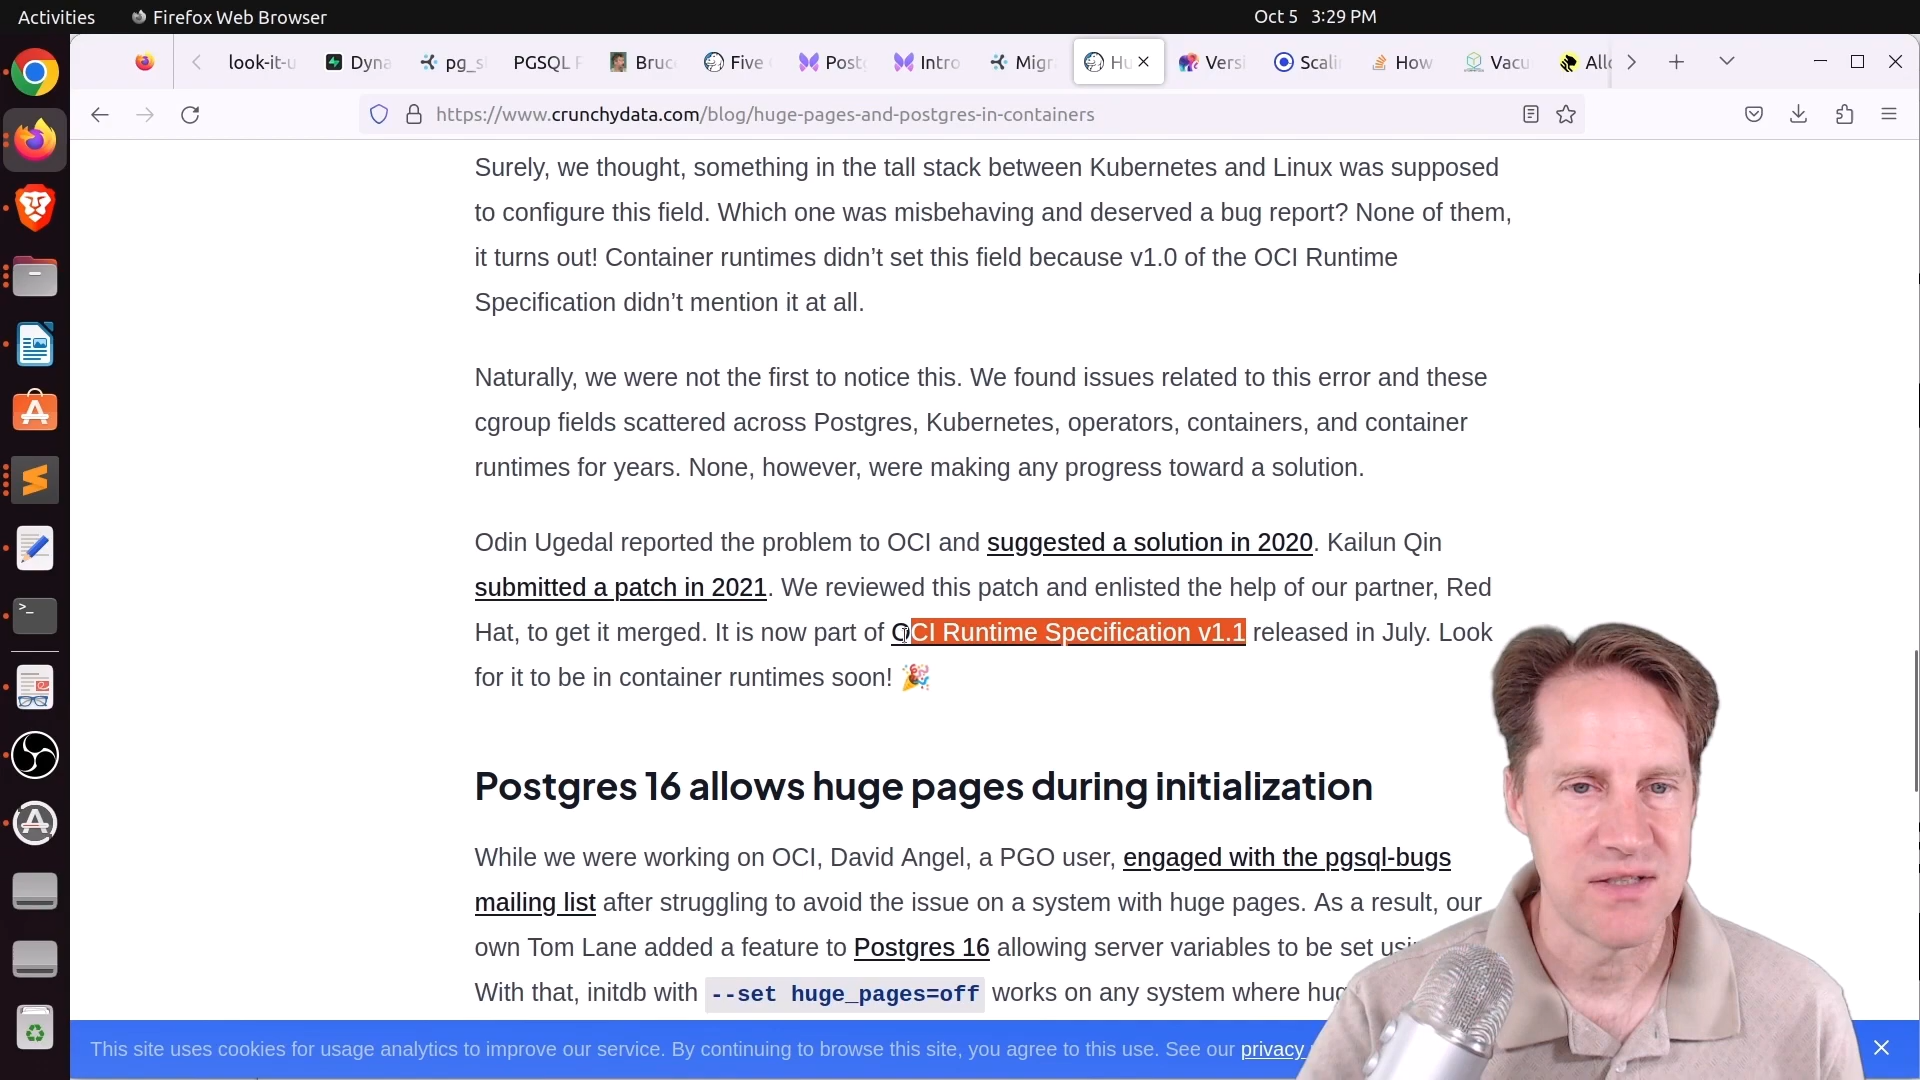 Activities
Firefox Web Browser
Oct 5 3:29 PM
look-it-u
Dyna
pg_s
PGSQL F
Bruc
Five
Postg
Intro
Migra
Hu
Versi
Scali
How
Vacu
Allo
https://www.crunchydata.com/blog/huge-pages-and-postgres-in-containers
Surely, we thought, something in the tall stack between Kubernetes and Linux was supposed
to configure this field. Which one was misbehaving and deserved a bug report? None of them,
it turns out! Container runtimes didn’t set this field because v1.0 of the OCI Runtime
Specification didn’t mention it at all.
Naturally, we were not the first to notice this. We found issues related to this error and these
cgroup fields scattered across Postgres, Kubernetes, operators, containers, and container
runtimes for years. None, however, were making any progress toward a solution.
Odin Ugedal reported the problem to OCI and suggested a solution in 2020. Kailun Qin
submitted a patch in 2021. We reviewed this patch and enlisted the help of our partner, Red
Hat, to get it merged. It is now part of OCI Runtime Specification v1.1 released in July. Look
for it to be in container runtimes soon! 🎉
Postgres 16 allows huge pages during initialization
While we were working on OCI, David Angel, a PGO user, engaged with the pgsql-bugs
mailing list after struggling to avoid the issue on a system with huge pages. As a result, our
own Tom Lane added a feature to Postgres 16 allowing server variables to be set usi
With that, initdb with --set huge_pages=off works on any system where hug
This site uses cookies for usage analytics to improve our service. By continuing to browse this site, you agree to this use. See our privacy